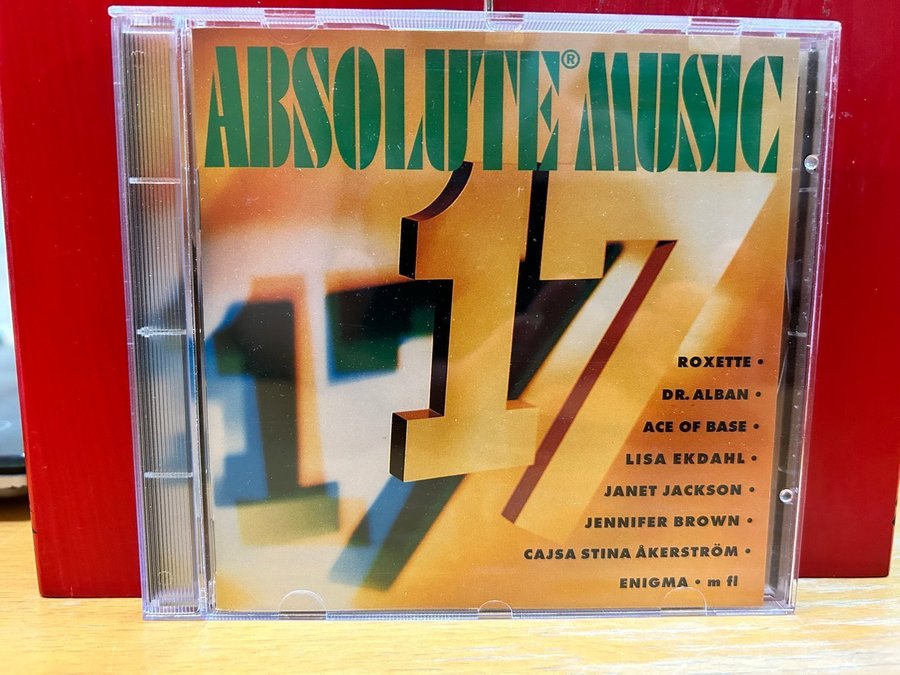 ABSOLUTE® MUSIC
17
17
ROXETTE •
DR. ALBAN •
ACE OF BASE •
LISA EKDAHL •
JANET JACKSON •
JENNIFER BROWN •
CAJSA STINA ÅKERSTRÖM •
ENIGMA • m fl